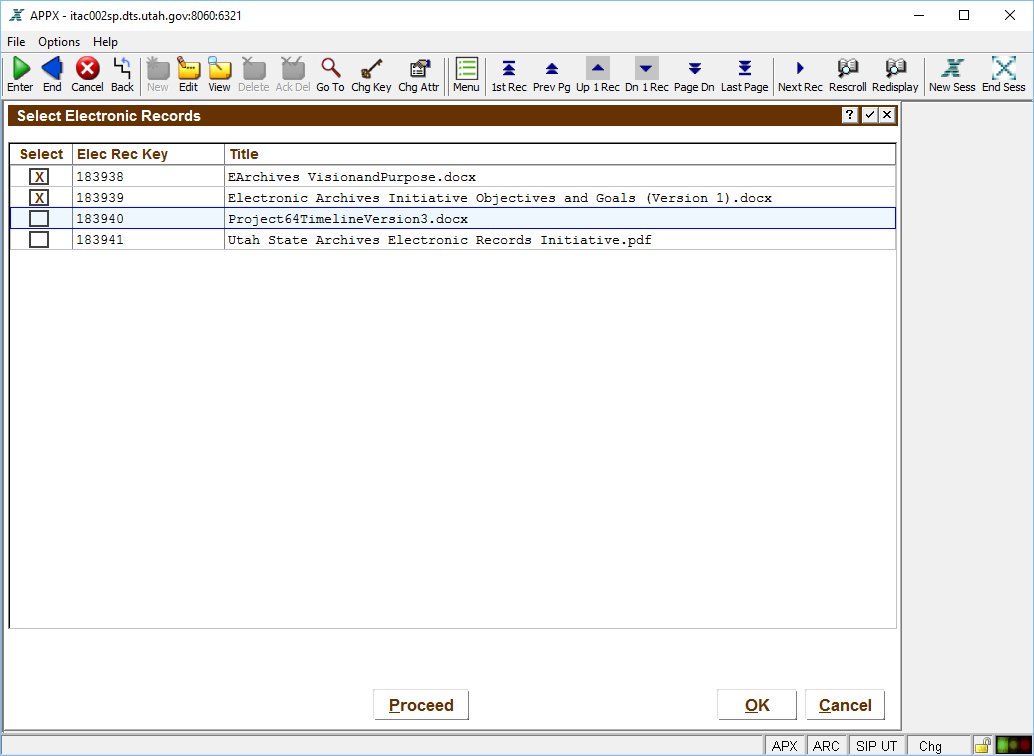 APPX - itac002sp.dts.utah.gov:8060:6321
File Options Help
Enter End Cancel Back New Edit View Delete Ack Del Go To Chg Key Chg Attr Menu 1st Rec Prev Pg Up 1 Rec Dn 1 Rec Page Dn Last Page Next Rec Rescroll Redisplay New Sess End Sess
Select Electronic Records ?
Select Elec Rec Key Title
X 183938 EArchives VisionandPurpose.docx
X 183939 Electronic Archives Initiative Objectives and Goals (Version 1).docx
183940 Project64TimelineVersion3.docx
183941 Utah State Archives Electronic Records Initiative.pdf
Proceed OK Cancel
APX ARC SIP UT Chg